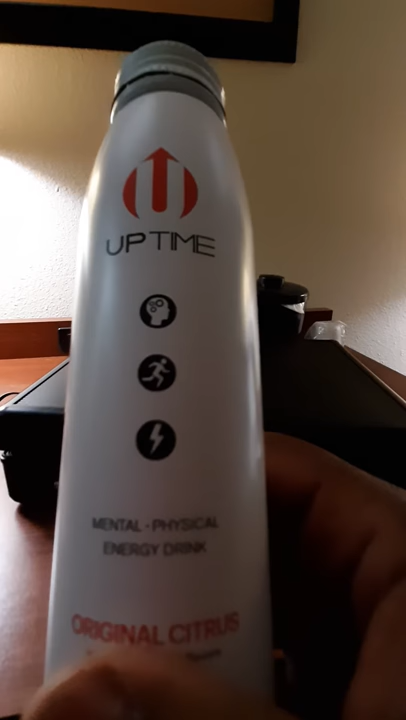 UPTIME
MENTAL - PHYSICAL
ENERGY DRINK
ORIGINAL CITRUS